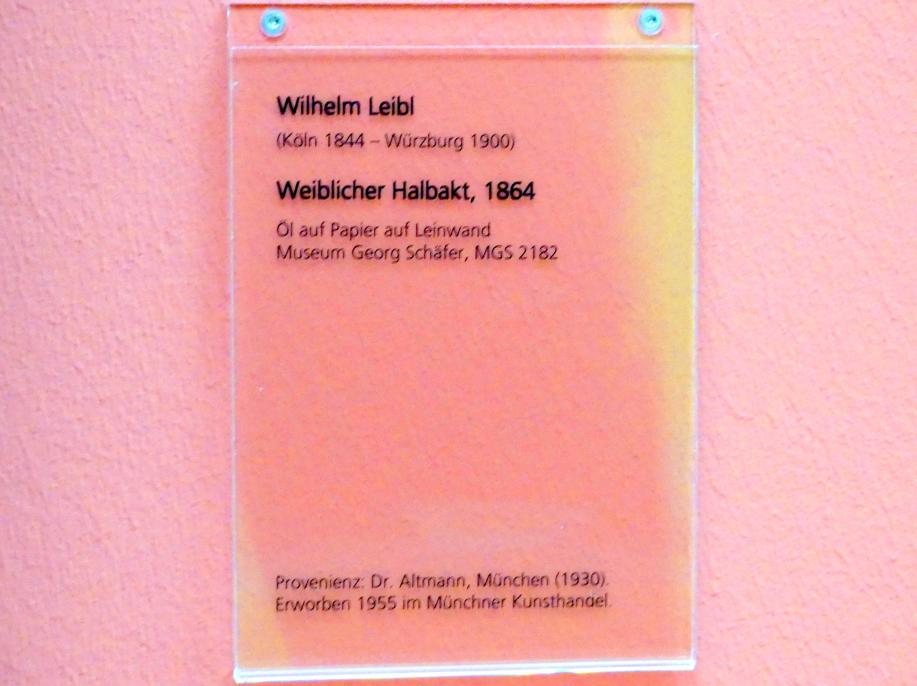 Wilhelm Leibl
(Köln 1844 – Würzburg 1900)
Weiblicher Halbakt, 1864
Öl auf Papier auf Leinwand
Museum Georg Schäfer, MGS 2182
Provenienz: Dr. Altmann, München (1930).
Erworben 1955 im Münchner Kunsthandel.